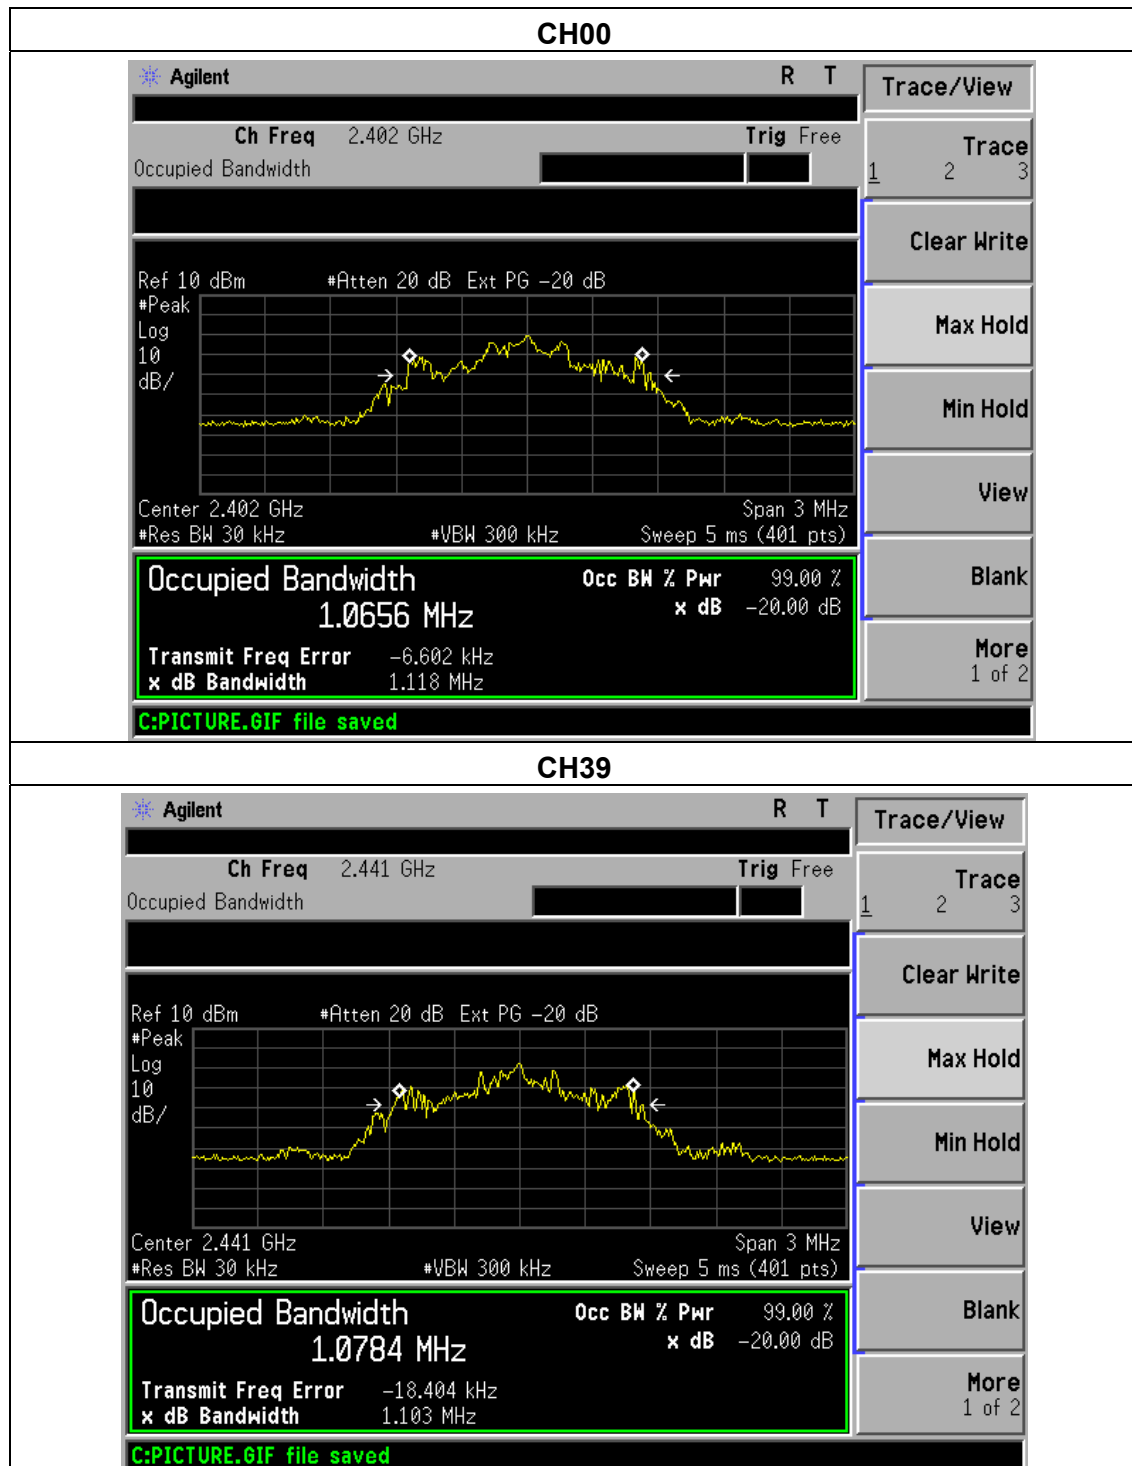 CH00
Agilent R T
Trace/View
Ch Freq 2.402 GHz Trig Free
Occupied Bandwidth
Trace
1 2 3
Clear Write
Max Hold
Min Hold
View
Blank
More
1 of 2
Ref 10 dBm #Atten 20 dB Ext PG -20 dB
#Peak
Log
10
dB/
Center 2.402 GHz Span 3 MHz
#Res BW 30 kHz #VBW 300 kHz Sweep 5 ms (401 pts)
Occupied Bandwidth Occ BW % Pwr 99.00 %
1.0656 MHz x dB -20.00 dB
Transmit Freq Error -6.602 kHz
x dB Bandwidth 1.118 MHz
C:PICTURE.GIF file saved
CH39
Agilent R T
Trace/View
Ch Freq 2.441 GHz Trig Free
Occupied Bandwidth
Trace
1 2 3
Clear Write
Max Hold
Min Hold
View
Blank
More
1 of 2
Ref 10 dBm #Atten 20 dB Ext PG -20 dB
#Peak
Log
10
dB/
Center 2.441 GHz Span 3 MHz
#Res BW 30 kHz #VBW 300 kHz Sweep 5 ms (401 pts)
Occupied Bandwidth Occ BW % Pwr 99.00 %
1.0784 MHz x dB -20.00 dB
Transmit Freq Error -18.404 kHz
x dB Bandwidth 1.103 MHz
C:PICTURE.GIF file saved